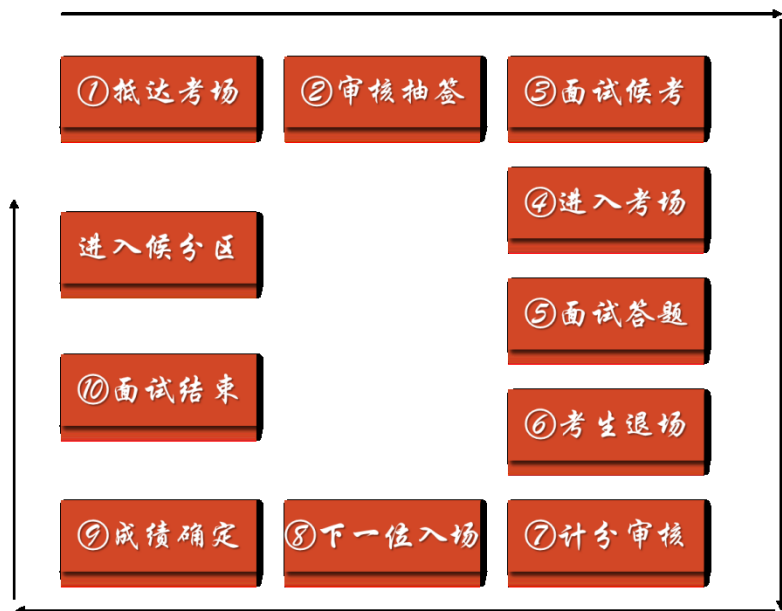 ①抵达考场
②审核抽签
③面试候考
④进入考场
进入候分区
⑤面试答题
⑩面试结束
⑥考生退场
⑨成绩确定
⑧下一位入场
⑦计分审核